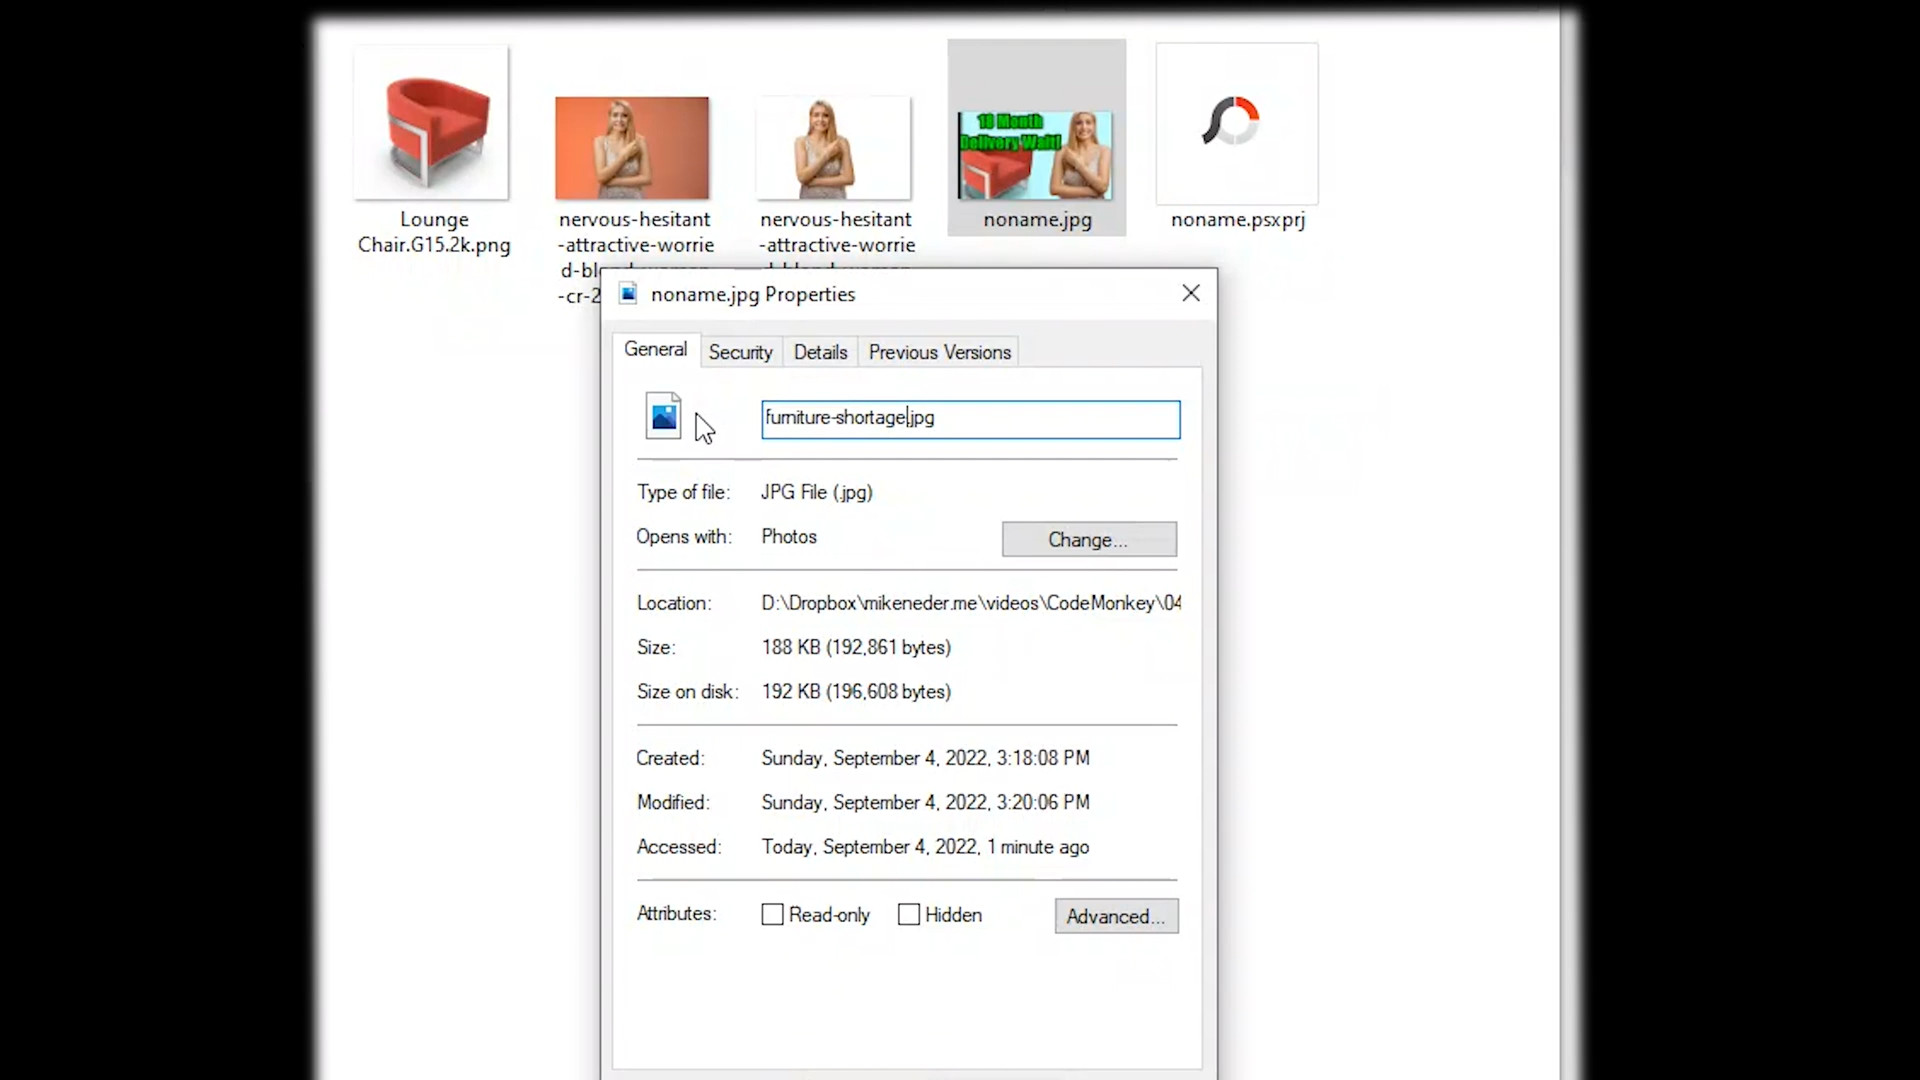 18 Month
Delivery Wait!
Lounge
Chair.G15.2k.png
nervous-hesitant
-attractive-worrie
d-bl
-cr-2
nervous-hesitant
-attractive-worrie
noname.jpg
noname.psxprj
noname.jpg Properties
General
Security
Details
Previous Versions
furniture-shortage.jpg
Type of file:
JPG File (.jpg)
Opens with:
Photos
Change...
Location:
D:\Dropbox\mikeneder.me\videos\CodeMonkey\04
Size:
188 KB (192,861 bytes)
Size on disk:
192 KB (196,608 bytes)
Created:
Sunday, September 4, 2022, 3:18:08 PM
Modified:
Sunday, September 4, 2022, 3:20:06 PM
Accessed:
Today, September 4, 2022, 1 minute ago
Attributes:
Read-only
Hidden
Advanced...